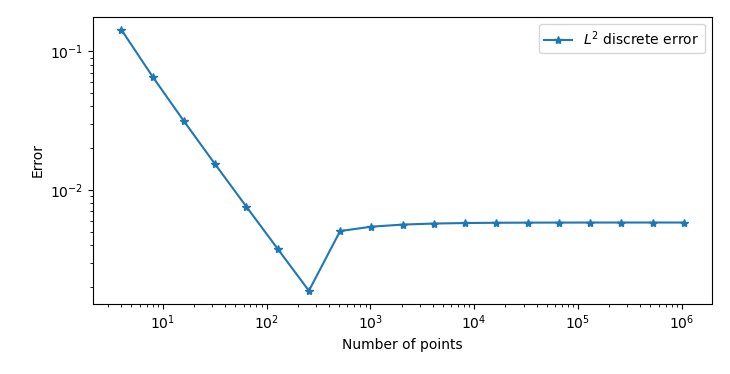 10⁻¹
10⁻²
Error
L² discrete error
10¹
10²
10³
10⁴
10⁵
10⁶
Number of points